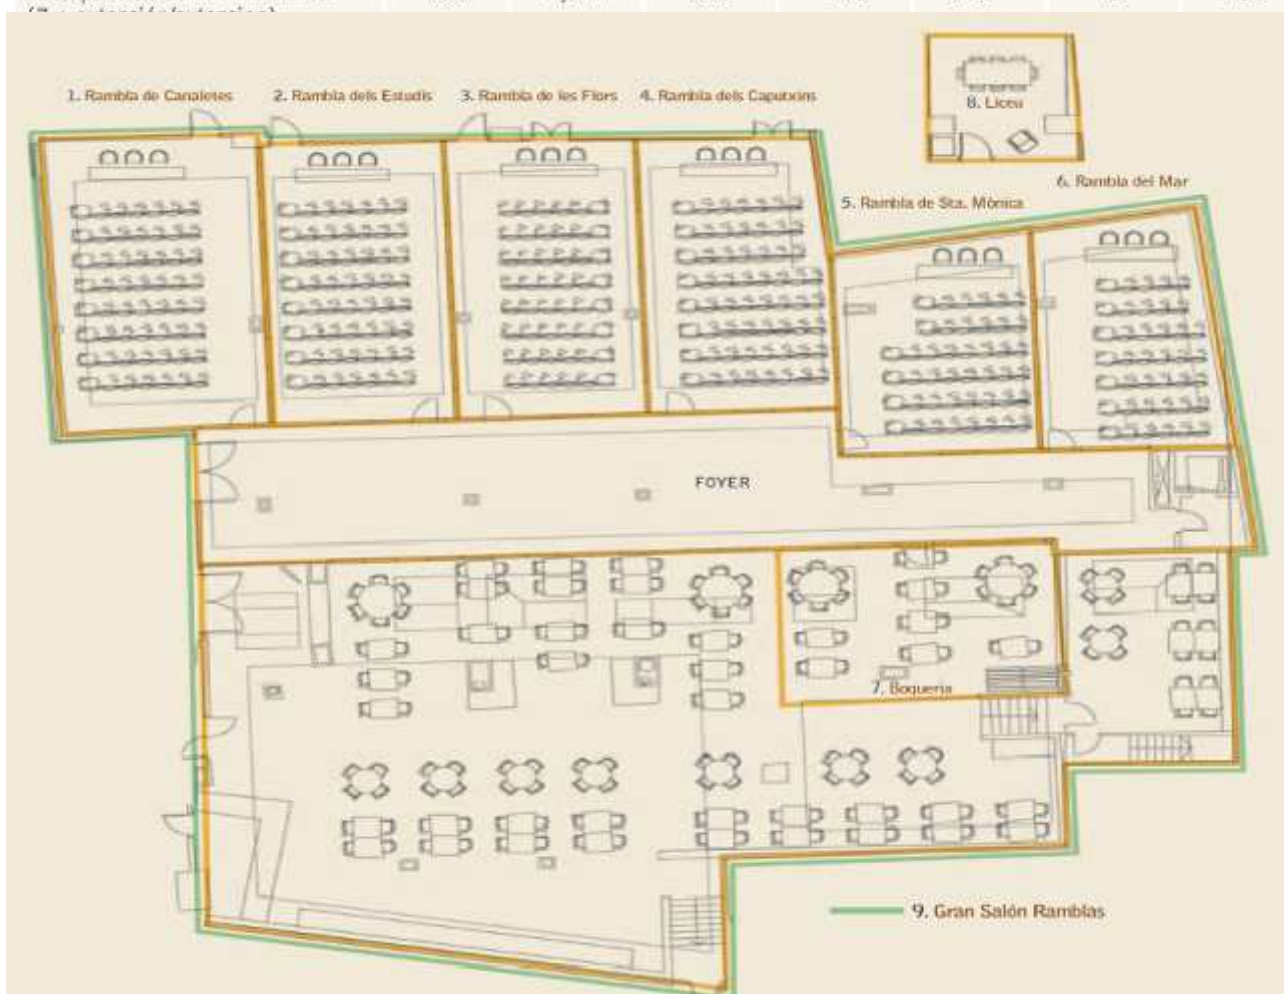 1. Rambla de Canaletes
2. Rambla dels Estudis
3. Rambla de les Flors
4. Rambla dels Caputxins
8. Liceu
6. Rambla del Mar
5. Rambla de Sta. Mònica
FOYER
7. Boqueria
9. Gran Salón Ramblas